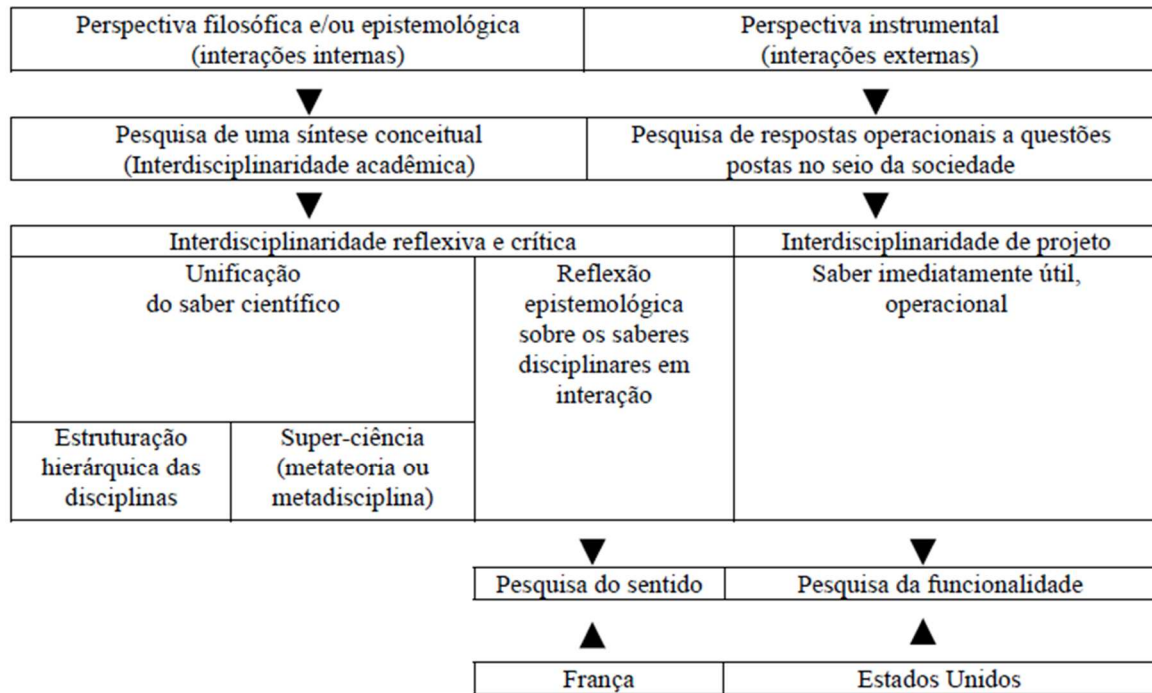 Perspectiva filosófica e/ou epistemológica
(interações internas)
Perspectiva instrumental
(interações externas)
Pesquisa de uma síntese conceitual
(Interdisciplinaridade acadêmica)
Pesquisa de respostas operacionais a questões
postas no seio da sociedade
Interdisciplinaridade reflexiva e crítica
Interdisciplinaridade de projeto
Unificação
do saber científico
Reflexão
epistemológica
sobre os saberes
disciplinares em
interação
Saber imediatamente útil,
operacional
Estruturação
hierárquica das
disciplinas
Super-ciência
(metateoria ou
metadisciplina)
Pesquisa do sentido
Pesquisa da funcionalidade
França
Estados Unidos